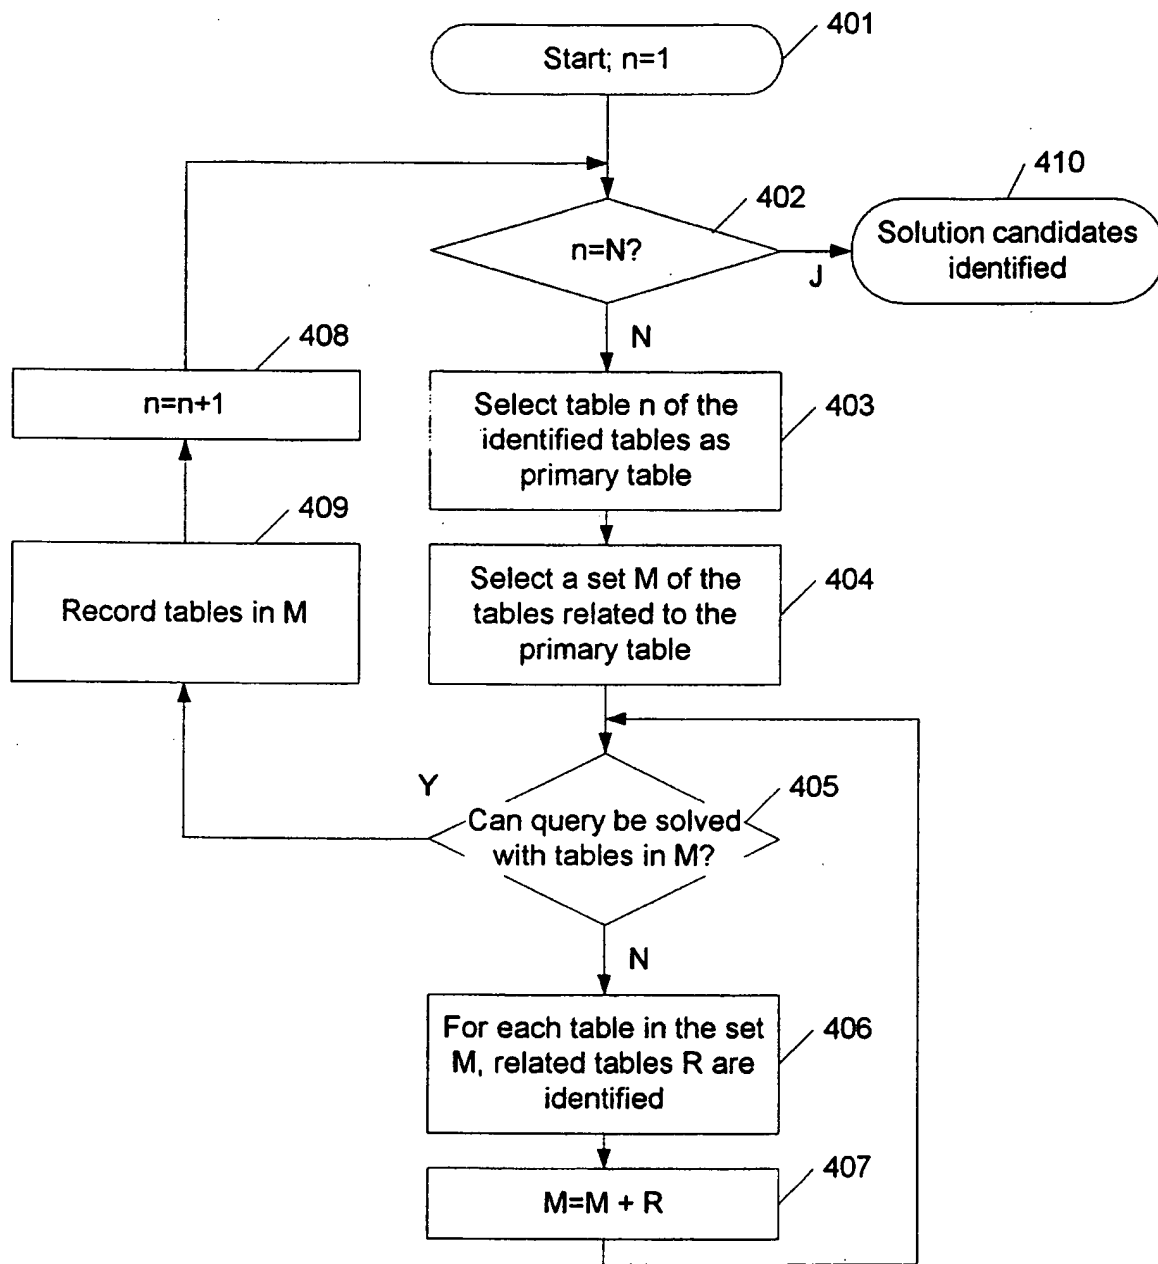 401
Start; n=1
410
402
n=N?
Solution candidates
identified
J
N
408
n=n+1
Select table n of the
identified tables as
primary table
403
409
Record tables in M
Select a set M of the
tables related to the
primary table
404
Y
405
Can query be solved
with tables in M?
N
For each table in the set
M, related tables R are
identified
406
407
M=M + R